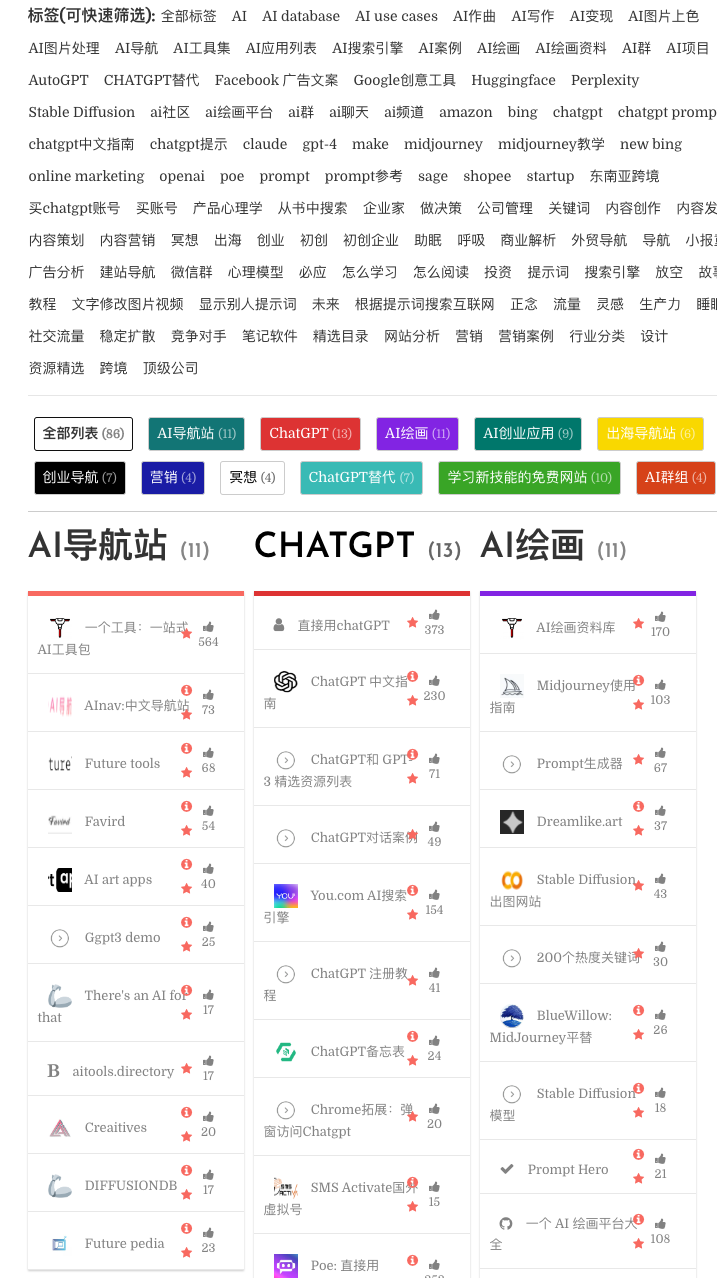 标签(可快速筛选): 全部标签 AI AI database AI use cases AI作曲 AI写作 AI变现 AI图片上色
AI图片处理 AI导航 AI工具集 AI应用列表 AI搜索引擎 AI案例 AI绘画 AI绘画资料 AI群 AI项目
AutoGPT CHATGPT替代 Facebook 广告文案 Google创意工具 Huggingface Perplexity
Stable Diffusion ai社区 ai绘画平台 ai群 ai聊天 ai频道 amazon bing chatgpt chatgpt promp
chatgpt中文指南 chatgpt提示 claude gpt-4 make midjourney midjourney教学 new bing
online marketing openai poe prompt prompt参考 sage shopee startup 东南亚跨境
买chatgpt账号 买账号 产品心理学 从书中搜索 企业家 做决策 公司管理 关键词 内容创作 内容发
内容策划 内容营销 冥想 出海 创业 初创 初创企业 助眠 呼吸 商业解析 外贸导航 导航 小报
广告分析 建站导航 微信群 心理模型 必应 怎么学习 怎么阅读 投资 提示词 搜索引擎 放空 故
教程 文字修改图片视频 显示别人提示词 未来 根据提示词搜索互联网 正念 流量 灵感 生产力 睡
社交流量 稳定扩散 竞争对手 笔记软件 精选目录 网站分析 营销 营销案例 行业分类 设计
资源精选 跨境 顶级公司
全部列表 (86) AI导航站 (11) ChatGPT (13) AI绘画 (11) AI创业应用 (9) 出海导航站 (6)
创业导航 (7) 营销 (4) 冥想 (4) ChatGPT替代 (7) 学习新技能的免费网站 (10) AI群组 (4)
AI导航站 (11)
一个工具：一站式
AI工具包
564
AI导航
AInav:中文导航站
73
ture
Future tools
68
Favird
Favird
54
AI art apps
40
Ggpt3 demo
25
There's an AI for
that
17
B aitools.directory
17
Creaitives
20
DIFFUSIONDB
17
Future pedia
23
CHATGPT (13)
直接用chatGPT
373
ChatGPT 中文指
南
230
ChatGPT和 GPT-
3 精选资源列表
71
ChatGPT对话案例
49
YOU
You.com AI搜索
引擎
154
ChatGPT 注册教
程
41
ChatGPT备忘表
24
Chrome拓展：弹
窗访问Chatgpt
20
SMS
ACTIV
SMS Activate国外
虚拟号
15
Poe: 直接用
AI绘画 (11)
AI绘画资料库
170
Midjourney使用
指南
103
Prompt生成器
67
Dreamlike.art
37
Stable Diffusion
出图网站
43
200个热度关键词
30
BlueWillow:
MidJourney平替
26
Stable Diffusion
模型
18
Prompt Hero
21
一个 AI 绘画平台大
全
108